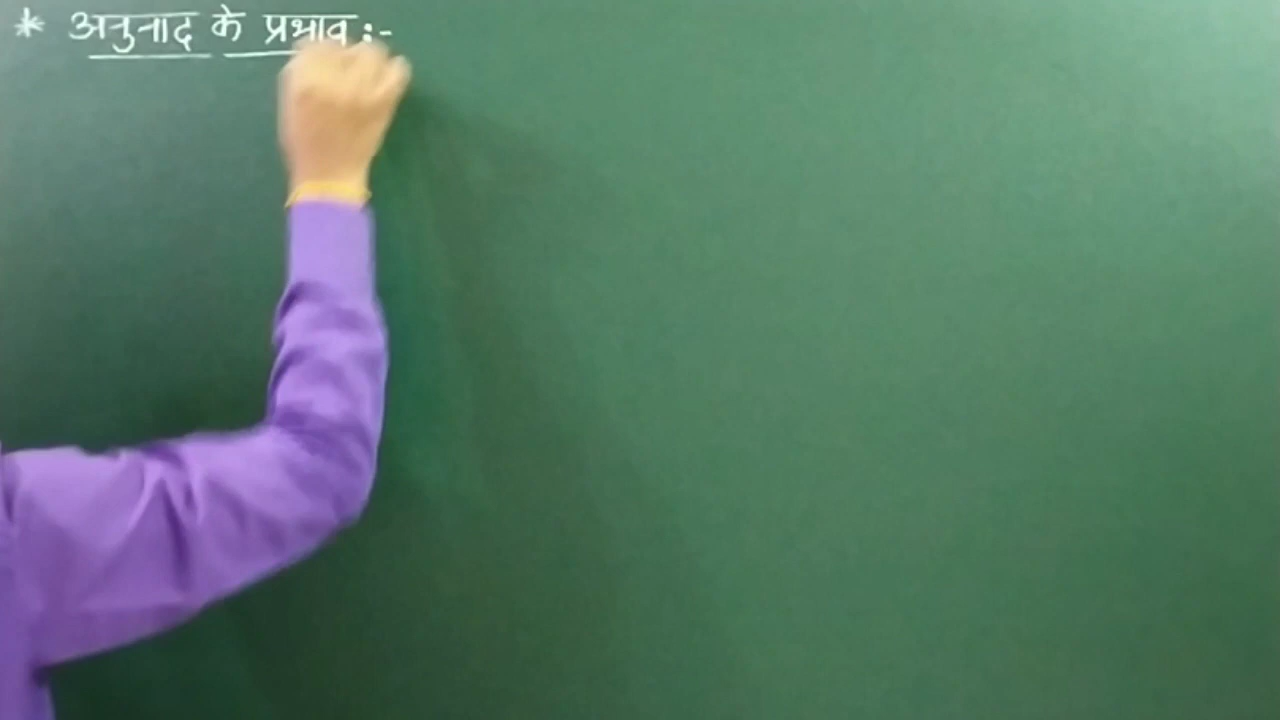 * अनुनाद के प्रभाव :-